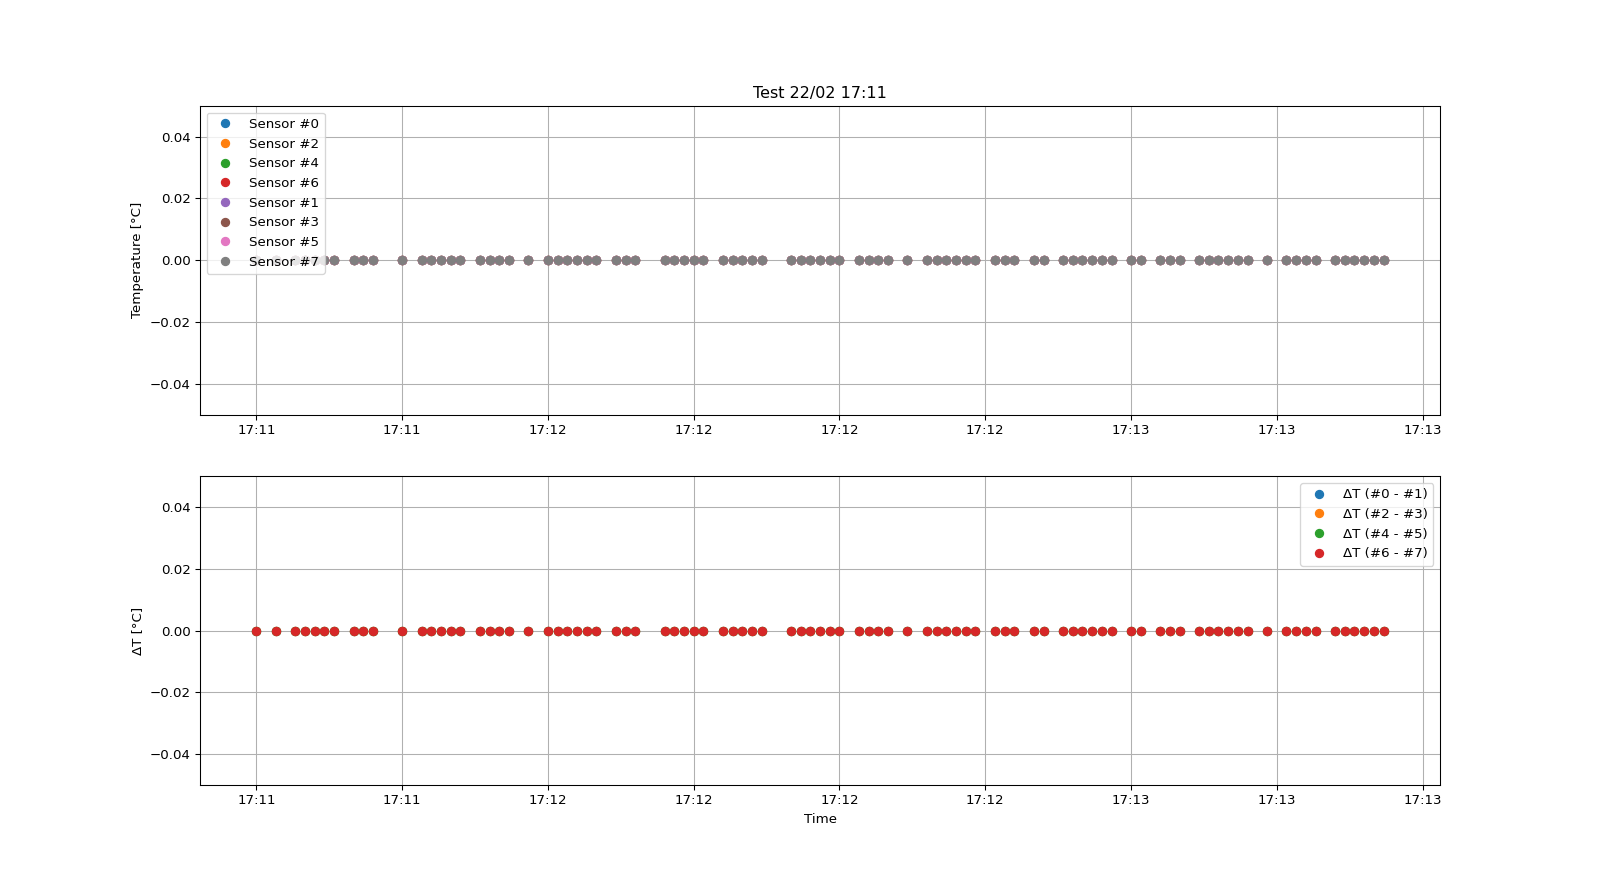 Test 22/02 17:11
Temperature [°C]
0.04
0.02
0.00
−0.02
−0.04
Sensor #0
Sensor #2
Sensor #4
Sensor #6
Sensor #1
Sensor #3
Sensor #5
Sensor #7
17:11 17:11 17:12 17:12 17:12 17:12 17:13 17:13 17:13
ΔT [°C]
0.04
0.02
0.00
−0.02
−0.04
ΔT (#0 - #1)
ΔT (#2 - #3)
ΔT (#4 - #5)
ΔT (#6 - #7)
17:11 17:11 17:12 17:12 17:12 17:12 17:13 17:13 17:13
Time